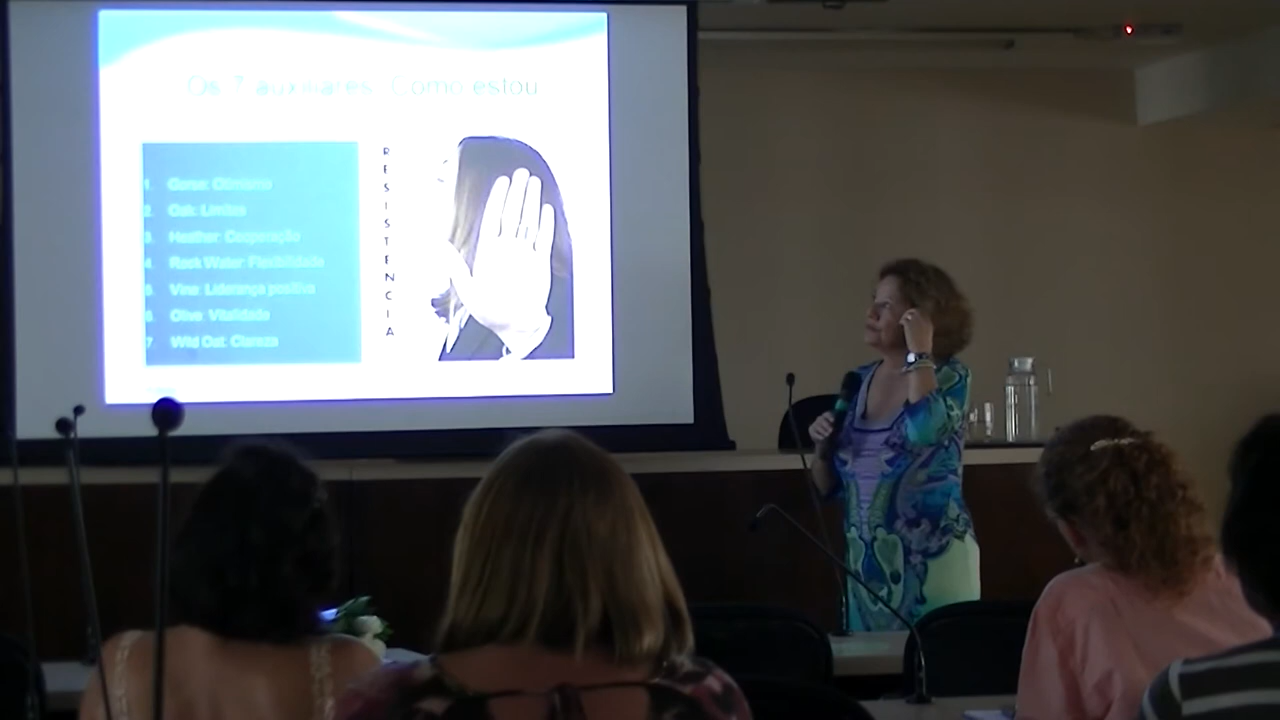 Os 7 auxiliares: Como estou
1. Gorse: Otimismo
2. Oak: Limites
3. Heather: Cooperação
4. Rock Water: Flexibilidade
5. Vine: Liderança positiva
6. Olive: Vitalidade
7 Wild Oat: Clareza
RESISTENCIA